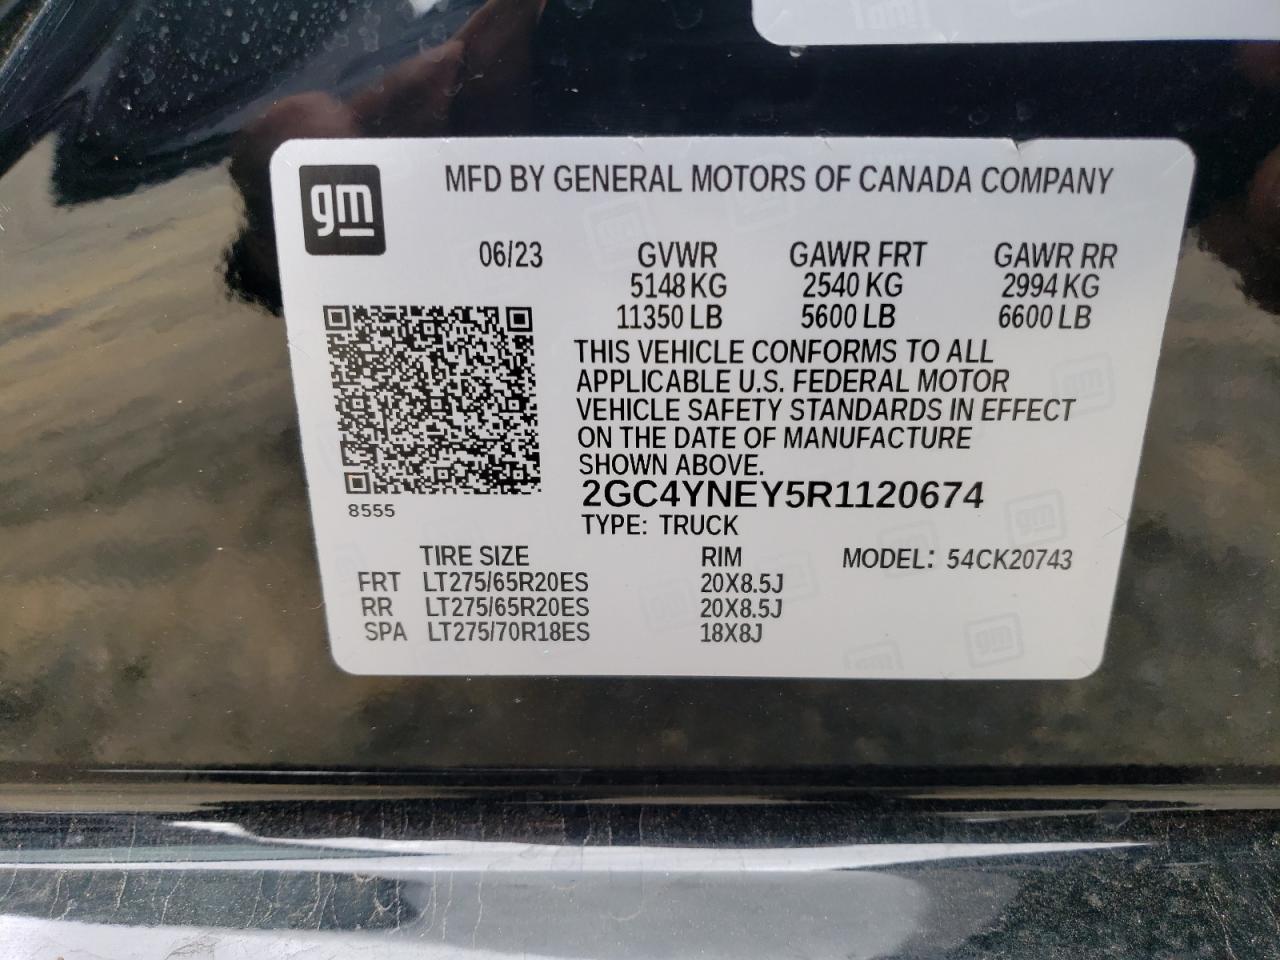 gm
MFD BY GENERAL MOTORS OF CANADA COMPANY
06/23 GVWR GAWR FRT GAWR RR
5148 KG 2540 KG 2994 KG
11350 LB 5600 LB 6600 LB
THIS VEHICLE CONFORMS TO ALL
APPLICABLE U.S. FEDERAL MOTOR
VEHICLE SAFETY STANDARDS IN EFFECT
ON THE DATE OF MANUFACTURE
SHOWN ABOVE.
8555
2GC4YNEY5R1120674
TYPE: TRUCK
TIRE SIZE RIM MODEL: 54CK20743
FRT LT275/65R20ES 20X8.5J
RR LT275/65R20ES 20X8.5J
SPA LT275/70R18ES 18X8J